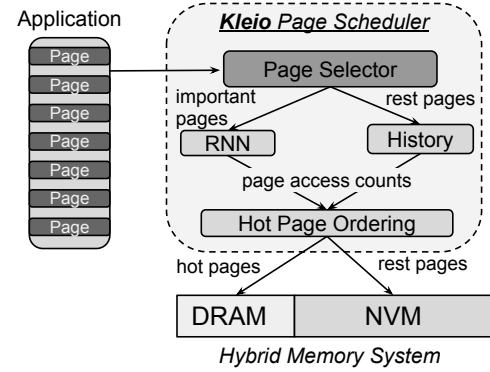 Application
Page
Page
Page
Page
Page
Page
Page
Kleio Page Scheduler
Page Selector
important
pages
rest pages
RNN
History
page access counts
Hot Page Ordering
hot pages
rest pages
DRAM
NVM
Hybrid Memory System